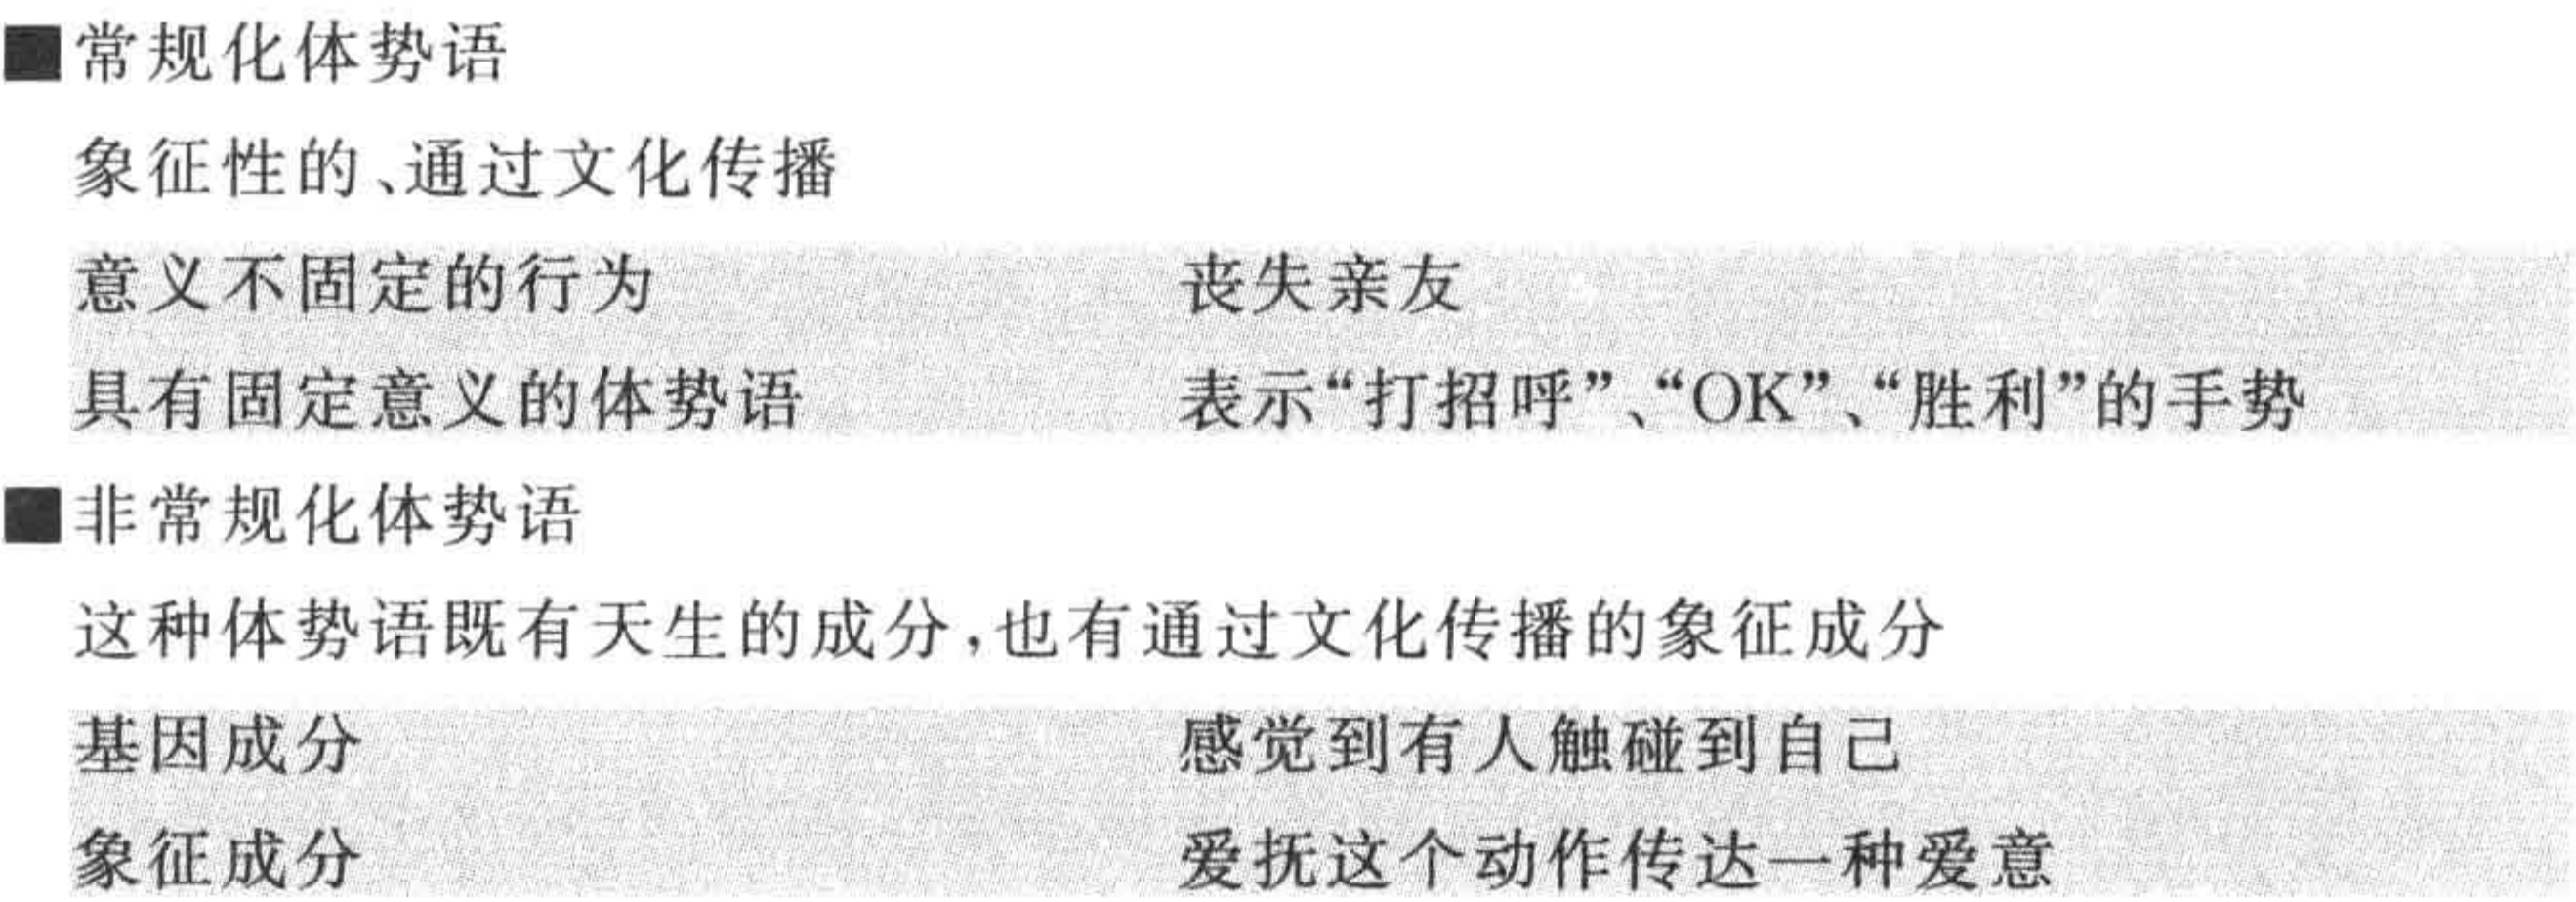 ■常规化体势语
象征性的、通过文化传播
意义不固定的行为 丧失亲友
具有固定意义的体势语 表示“打招呼”、“OK”、“胜利”的手势
■非常规化体势语
这种体势语既有天生的成分,也有通过文化传播的象征成分
基因成分 感觉到有人触碰到自己
象征成分 爱抚这个动作传达一种爱意